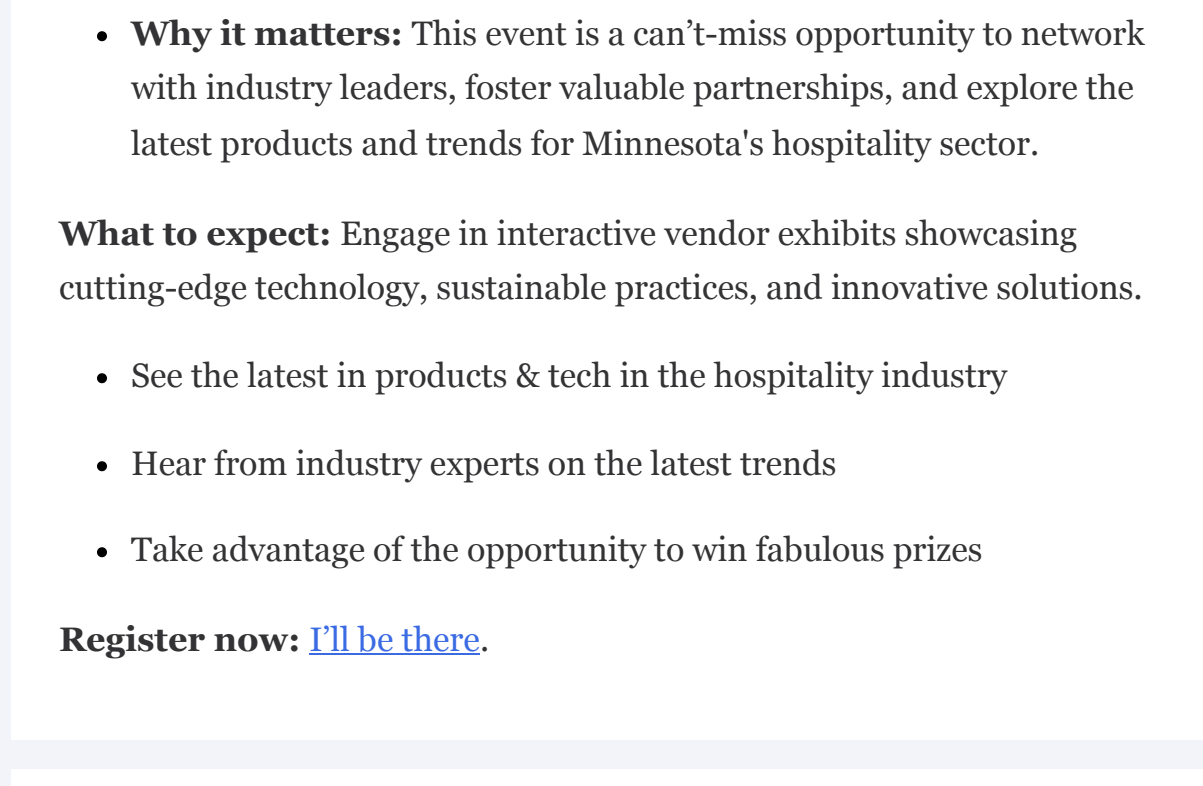 • Why it matters: This event is a can’t-miss opportunity to network
with industry leaders, foster valuable partnerships, and explore the
latest products and trends for Minnesota's hospitality sector.
What to expect: Engage in interactive vendor exhibits showcasing
cutting-edge technology, sustainable practices, and innovative solutions.
• See the latest in products & tech in the hospitality industry
• Hear from industry experts on the latest trends
• Take advantage of the opportunity to win fabulous prizes
Register now: I’ll be there.